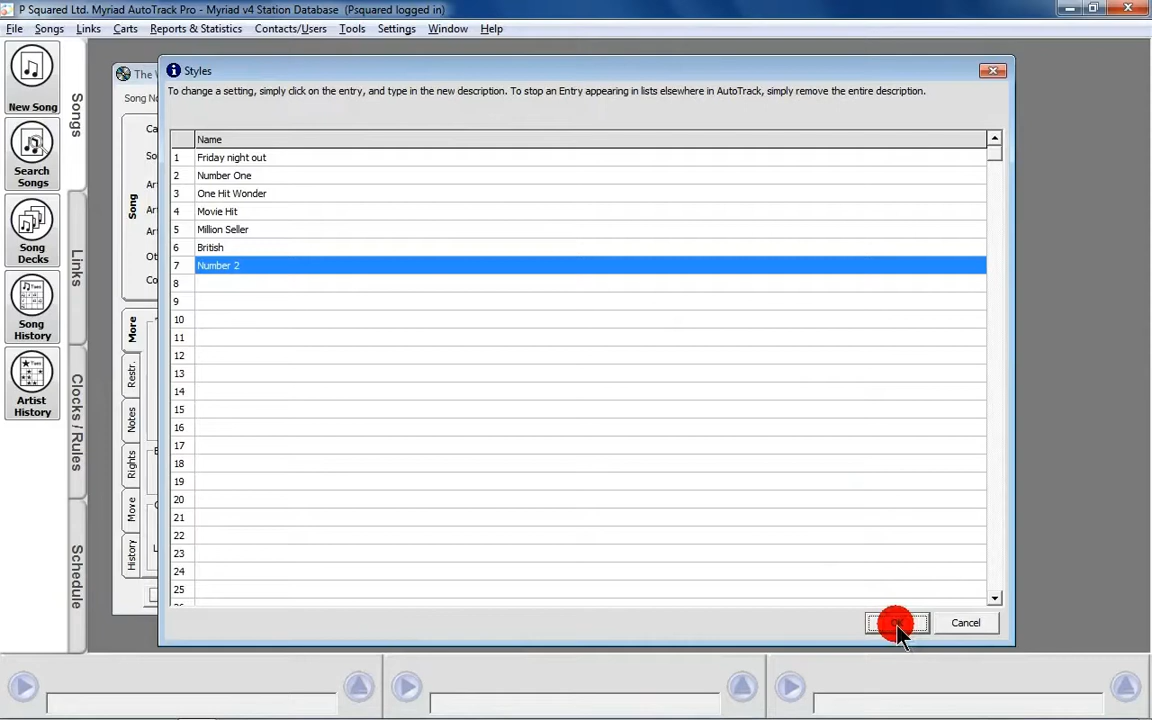 P Squared Ltd. Myriad AutoTrack Pro - Myriad v4 Station Database (Psquared logged in)
File Songs Links Carts Reports & Statistics Contacts/Users Tools Settings Window Help
New Song
Search Songs
Song Decks
Song History
Artist History
Songs
Links
Clocks / Rules
Schedule
The
Song
Song
More
Restr.
Notes
Rights
Move
History
Styles
To change a setting, simply click on the entry, and type in the new description. To stop an Entry appearing in lists elsewhere in AutoTrack, simply remove the entire description.
Name
1 Friday night out
2 Number One
3 One Hit Wonder
4 Movie Hit
5 Million Seller
6 British
7 Number 2
8
9
10
11
12
13
14
15
16
17
18
19
20
21
22
23
24
25
OK Cancel